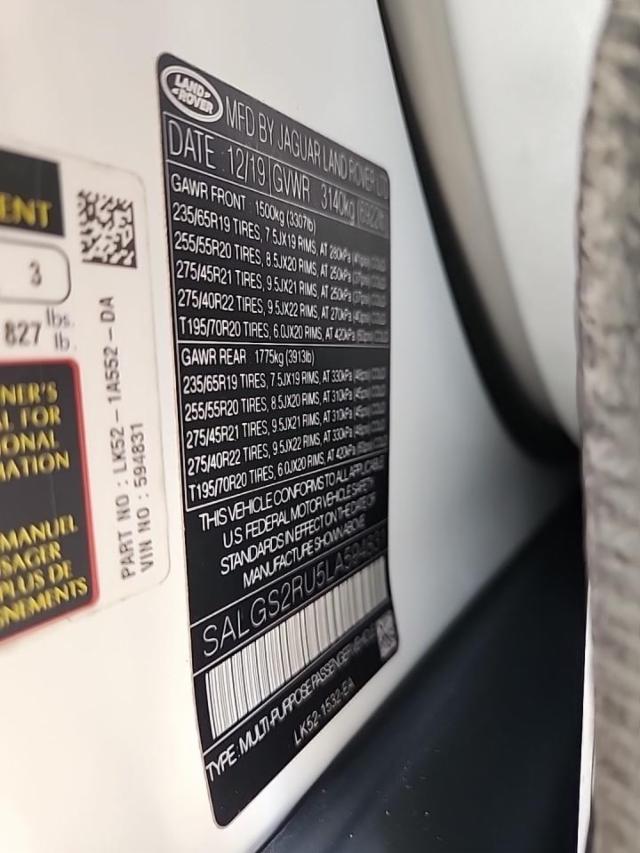 ENT
3
827 lbs.
lb.
NER'S
L FOR
ONAL
IATION
MANUEL
SAGER
PLUS DE
NEMENTS
PART NO : LK52 - 1A552 - DA
VIN NO : 594831
LAND
ROVER
MFD BY JAGUAR LAND ROVER LTD
DATE 12/19 GVWR 3140kg
GAWR FRONT 1500kg (3307lb)
235/65R19 TIRES, 7.5JX19 RIMS, AT 280kPa
255/55R20 TIRES, 8.5JX20 RIMS, AT 250kPa
275/45R21 TIRES, 9.5JX21 RIMS, AT 250kPa
275/40R22 TIRES, 9.5JX22 RIMS, AT 270kPa
T195/70R20 TIRES, 6.0JX20 RIMS, AT 420kPa
GAWR REAR 1775kg (3913lb)
235/65R19 TIRES, 7.5JX19 RIMS, AT 330kPa
255/55R20 TIRES, 8.5JX20 RIMS, AT 310kPa
275/45R21 TIRES, 9.5JX21 RIMS, AT 310kPa
275/40R22 TIRES, 9.5JX22 RIMS, AT 330kPa
T195/70R20 TIRES, 6.0JX20 RIMS, AT 420kPa
THIS VEHICLE CONFORMS TO ALL APPLICABLE
U.S. FEDERAL MOTOR VEHICLE SAFETY
STANDARDS IN EFFECT ON THE DATE OF
MANUFACTURE SHOWN ABOVE
SALGS2RU5LA594831
TYPE: MULTI-PURPOSE PASSENGER VEHICLE
LK52-1532-EA